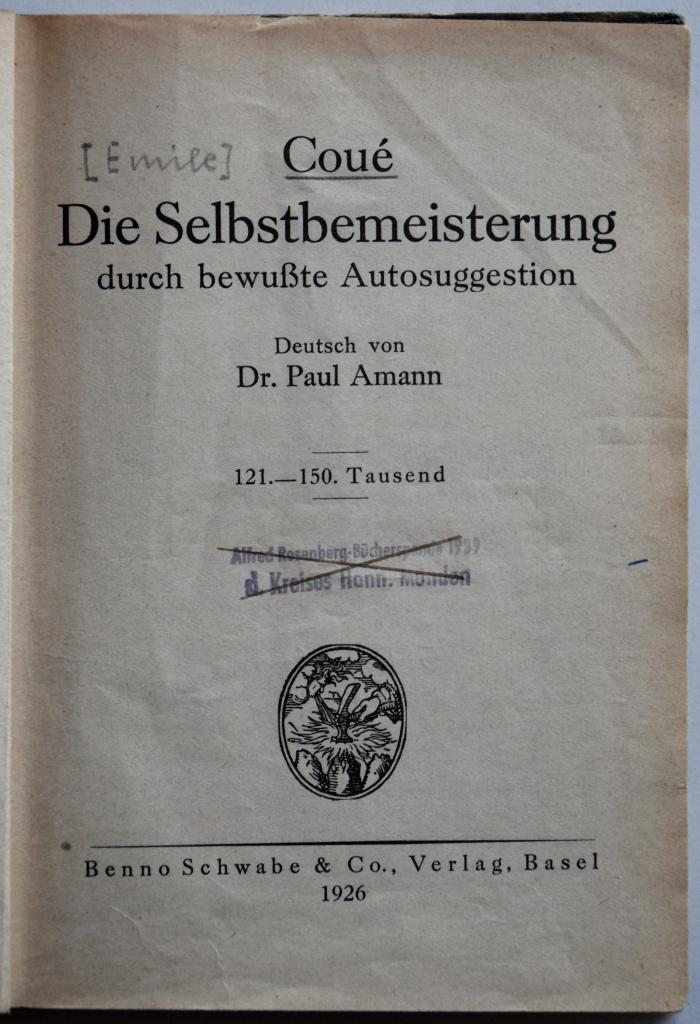 [Emile] Coué
Die Selbstbemeisterung
durch bewußte Autosuggestion
Deutsch von
Dr. Paul Amann
121.—150. Tausend
Alfred Rosenberg-Bücherspende 1939
d. Kreises Hann. Münden
Benno Schwabe & Co., Verlag, Basel
1926